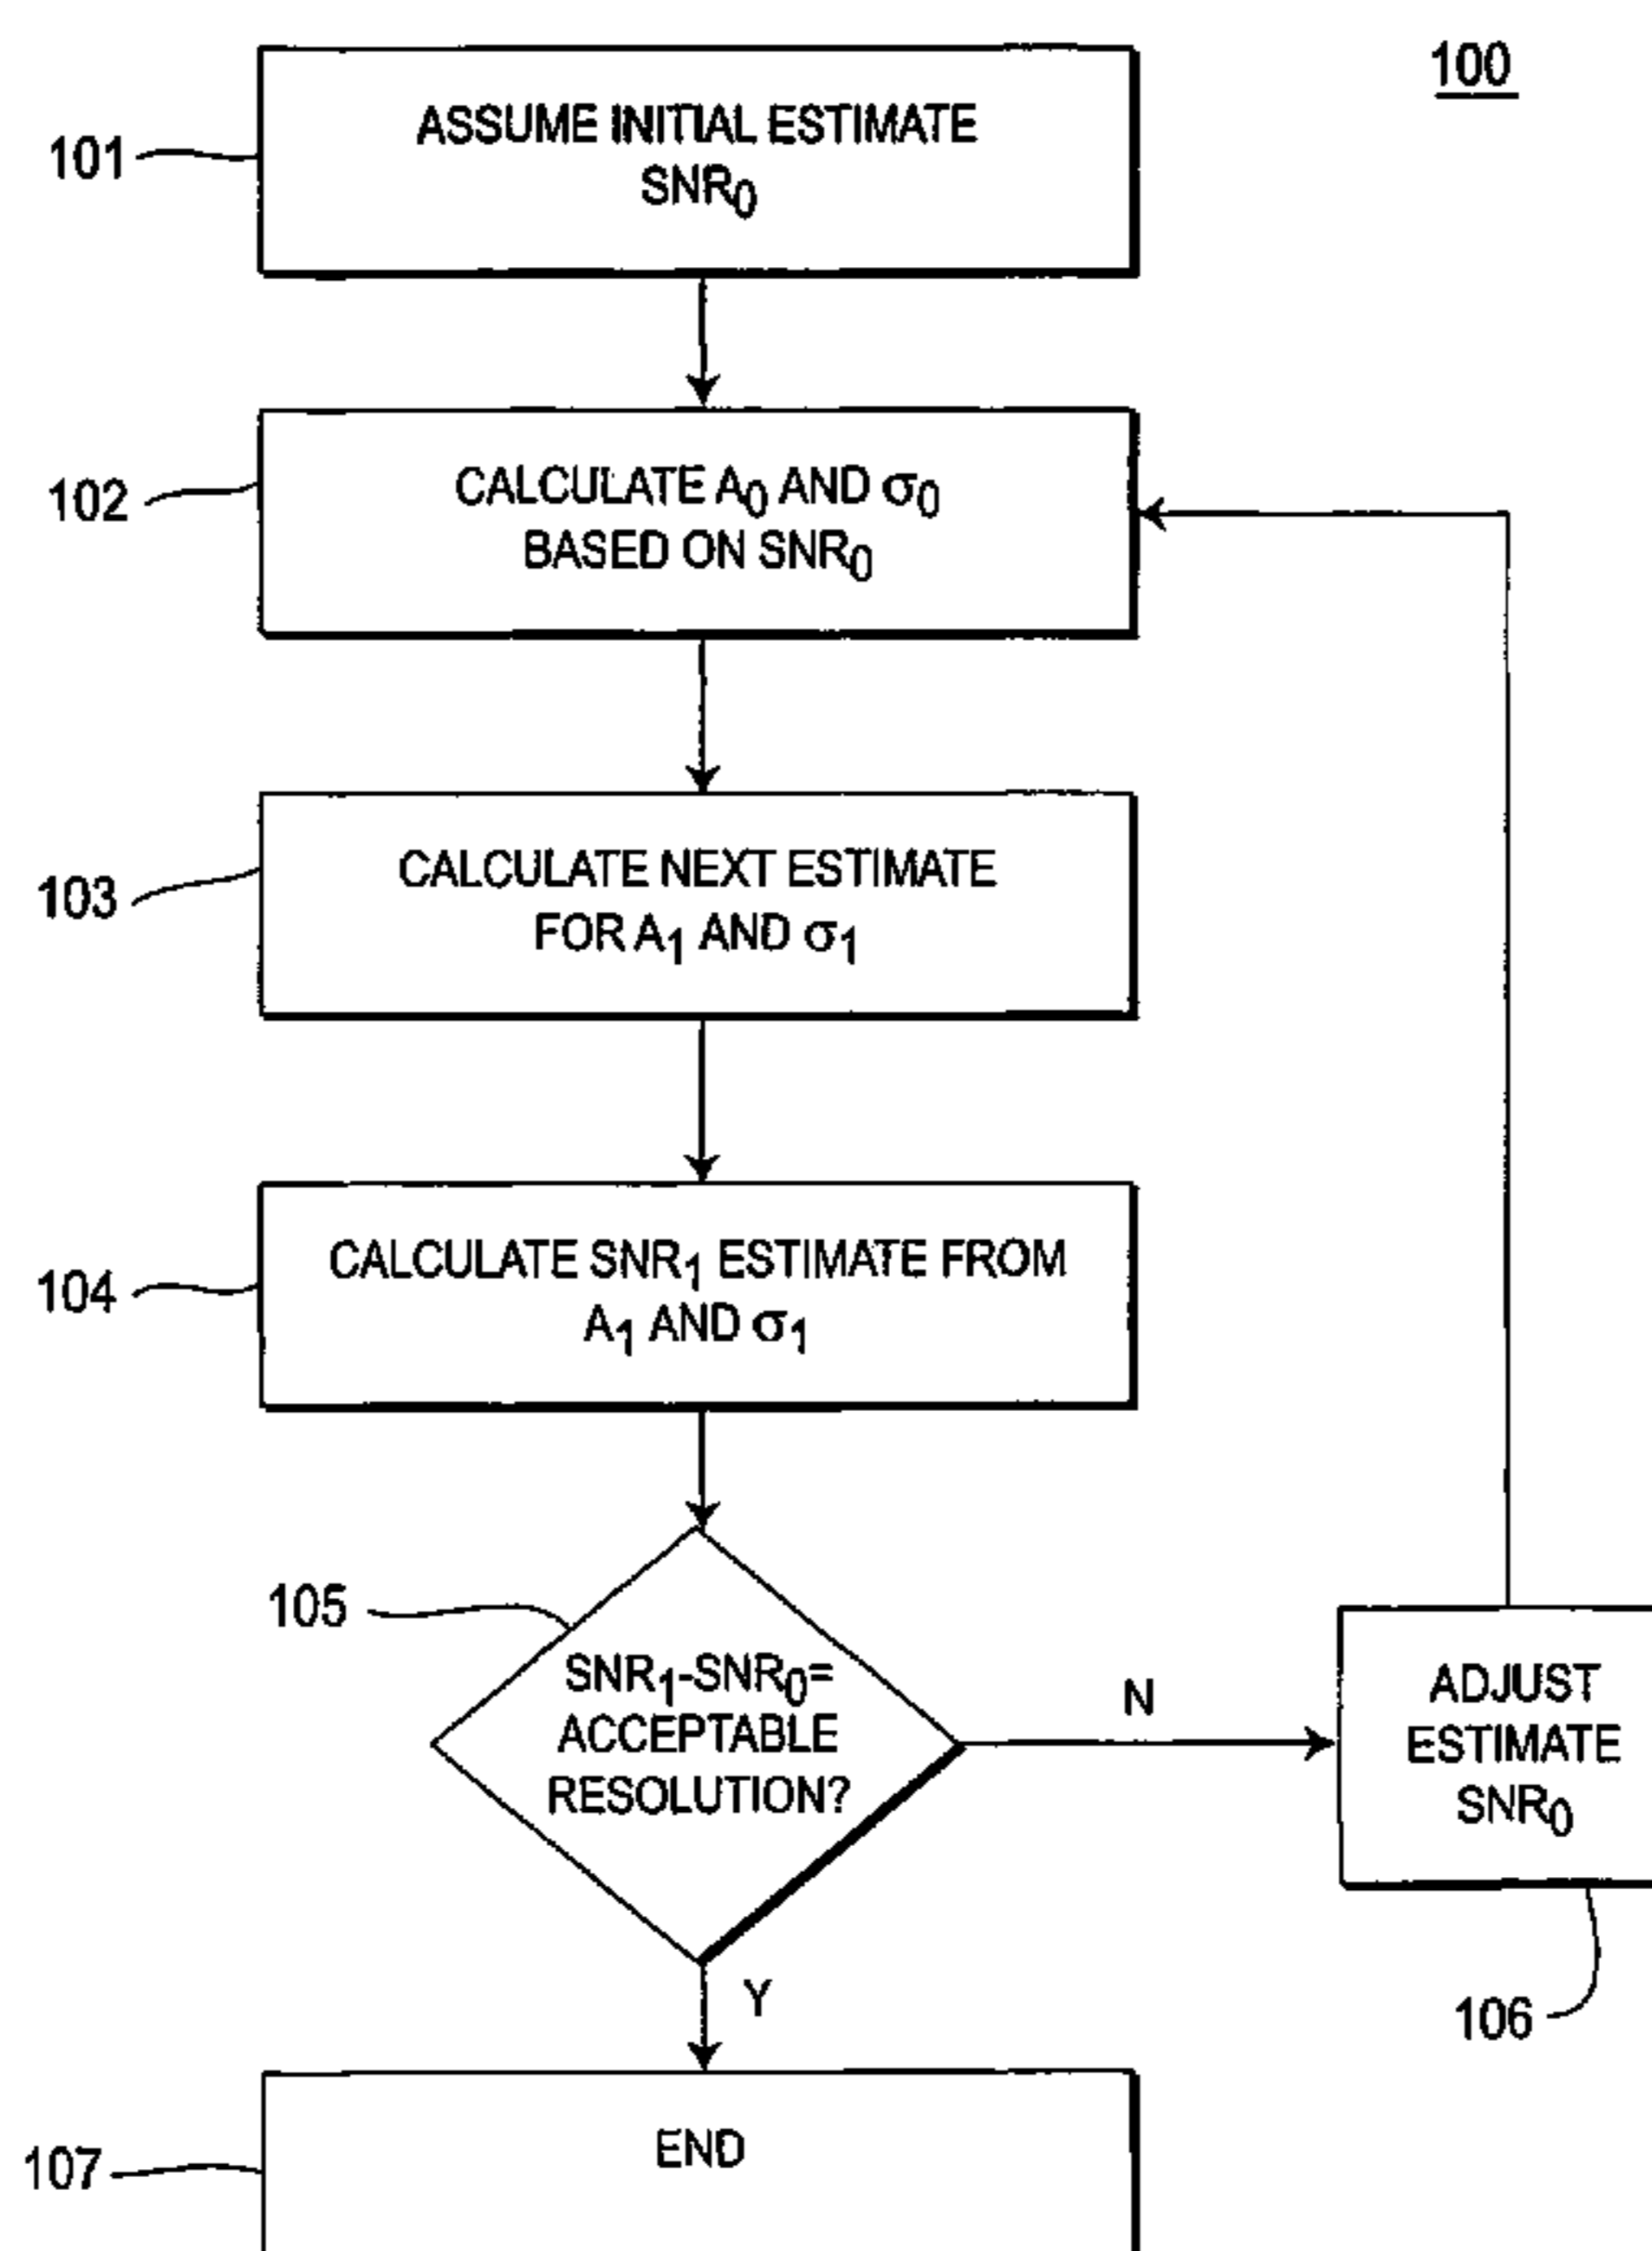 100
101
ASSUME INITIAL ESTIMATE
SNR₀
102
CALCULATE A₀ AND σ₀
BASED ON SNR₀
103
CALCULATE NEXT ESTIMATE
FOR A₁ AND σ₁
104
CALCULATE SNR₁ ESTIMATE FROM
A₁ AND σ₁
105
SNR₁-SNR₀=
ACCEPTABLE
RESOLUTION?
N
ADJUST
ESTIMATE
SNR₀
106
Y
107
END